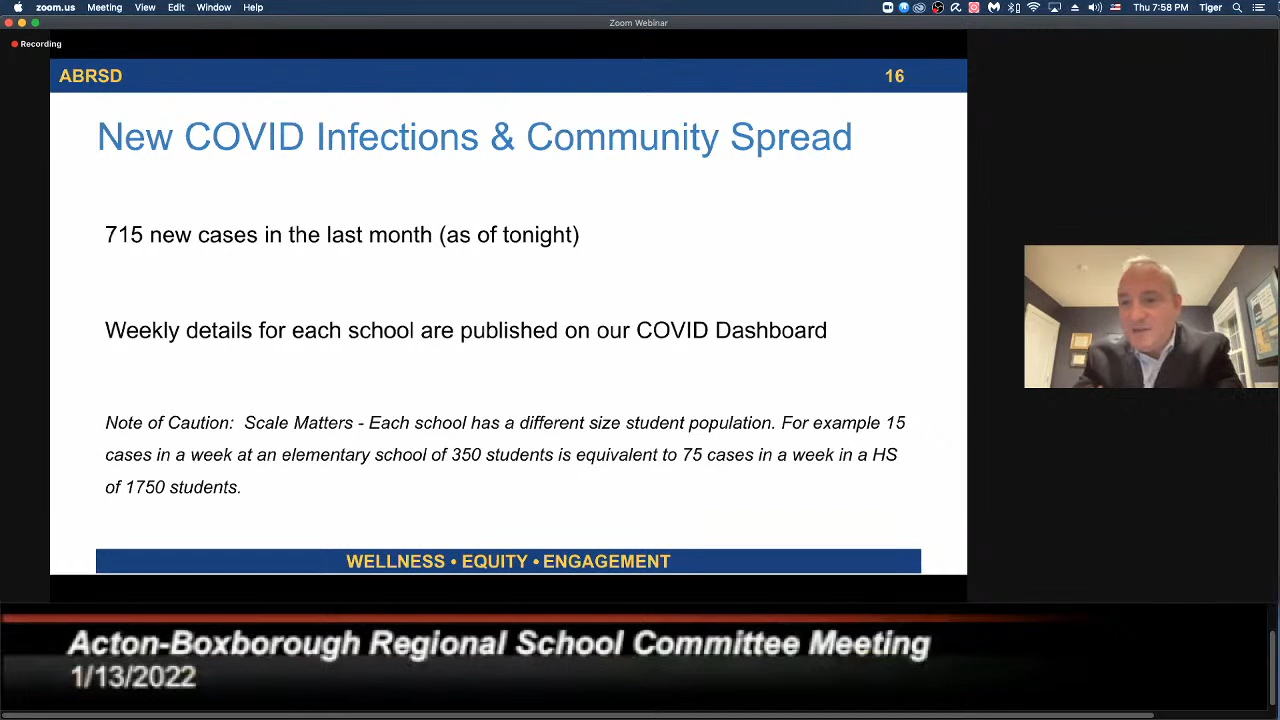 zoom.us Meeting View Edit Window Help Thu 7:58 PM Tiger
Zoom Webinar
Recording
ABRSD 16
New COVID Infections & Community Spread
715 new cases in the last month (as of tonight)
Weekly details for each school are published on our COVID Dashboard
Note of Caution: Scale Matters - Each school has a different size student population. For example 15
cases in a week at an elementary school of 350 students is equivalent to 75 cases in a week in a HS
of 1750 students.
WELLNESS • EQUITY • ENGAGEMENT
Acton-Boxborough Regional School Committee Meeting
1/13/2022